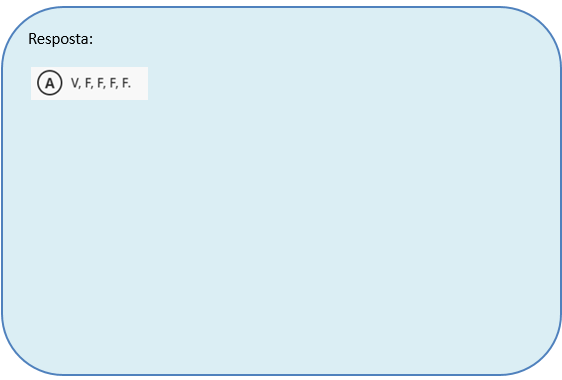 Resposta:
A V, F, F, F, F.